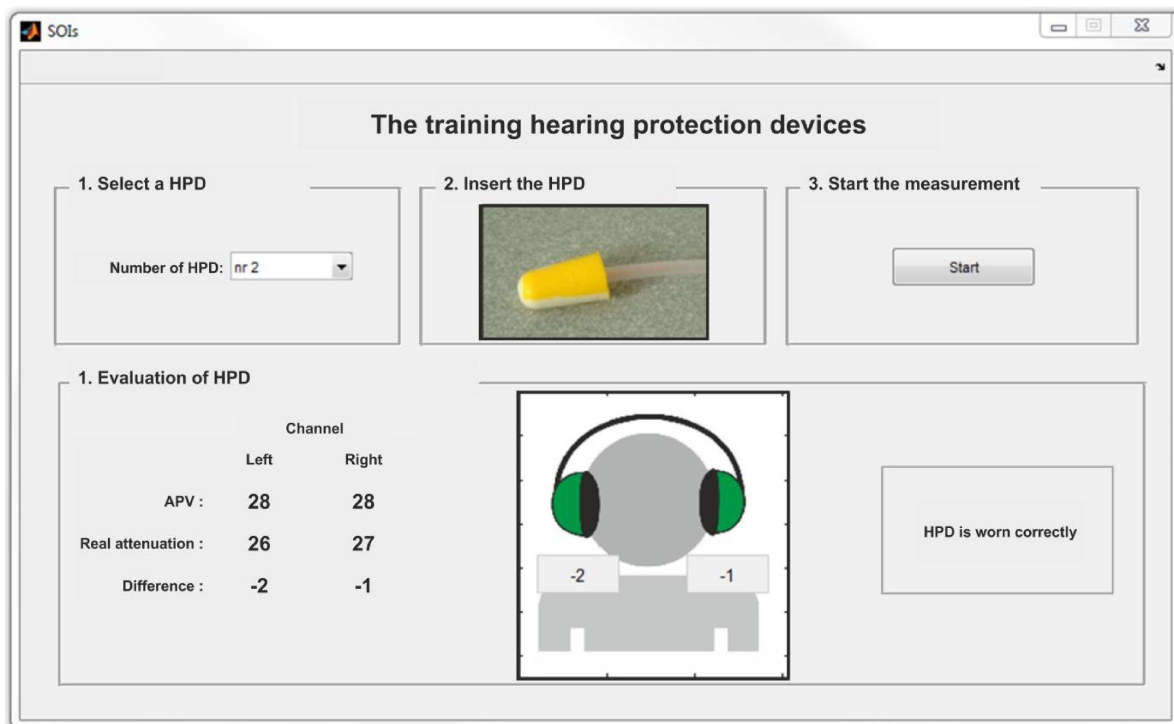 SOIs
The training hearing protection devices
1. Select a HPD
2. Insert the HPD
3. Start the measurement
Number of HPD: nr 2
Start
1. Evaluation of HPD
Channel
Left Right
APV : 28 28
Real attenuation : 26 27
Difference : -2 -1
-2 -1
HPD is worn correctly